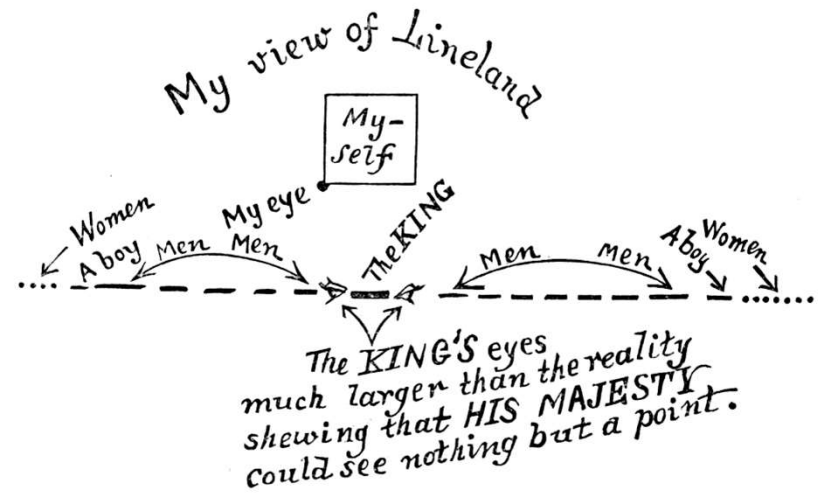 My view of Lineland
My-
self
My eye
The KING
Women
A boy
Men
Men
Men
Men
A boy
Women
The KING'S eyes
much larger than the reality
shewing that HIS MAJESTY
could see nothing but a point.